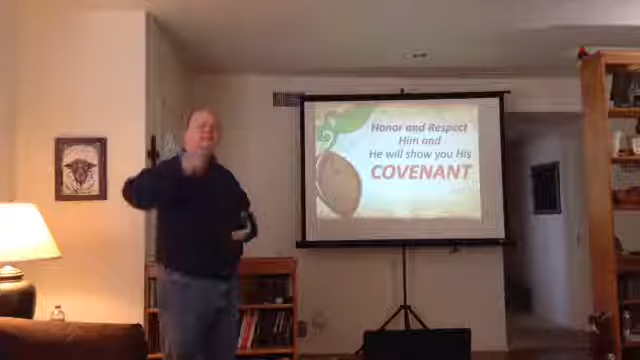 Honor and Respect
Him and
He will show you His
COVENANT